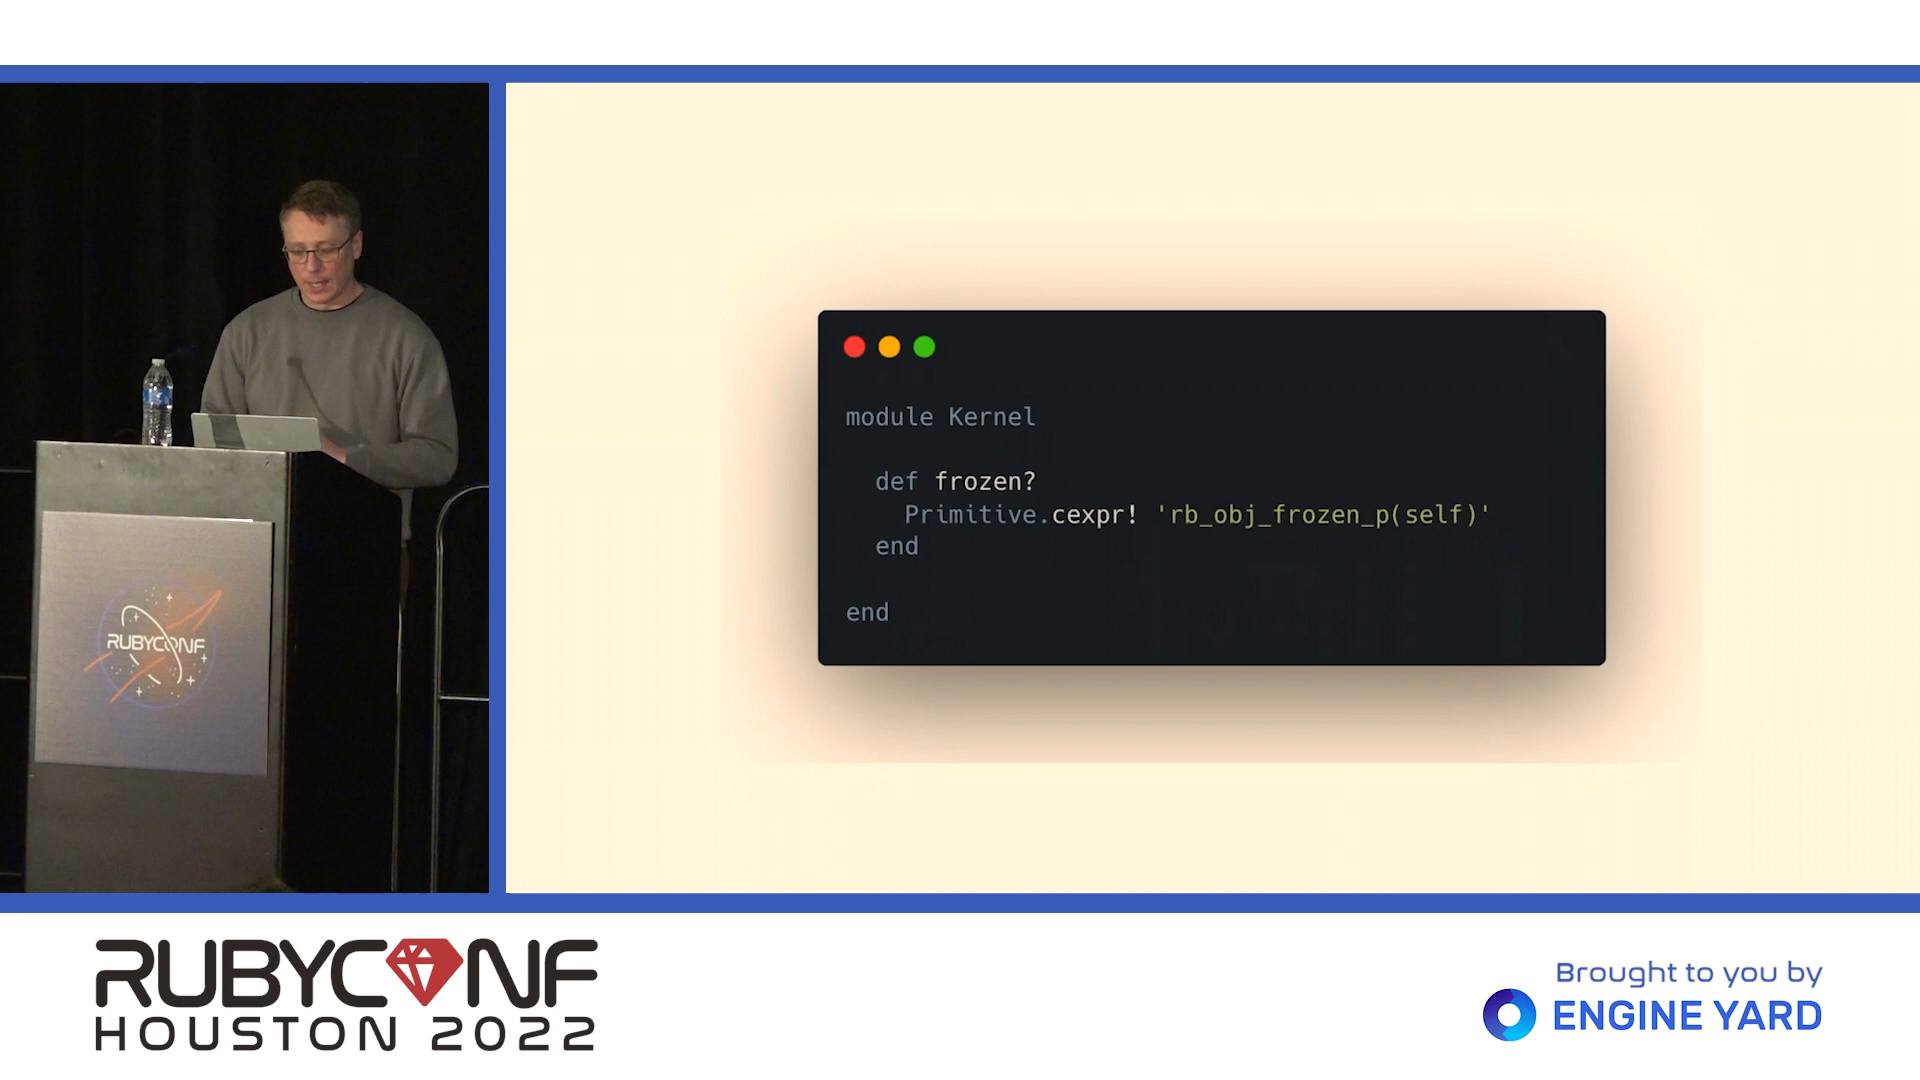 module Kernel
def frozen?
Primitive.cexpr! 'rb_obj_frozen_p(self)'
end
end
RUBYCONF
RUBYCONF
HOUSTON 2022
Brought to you by
ENGINE YARD